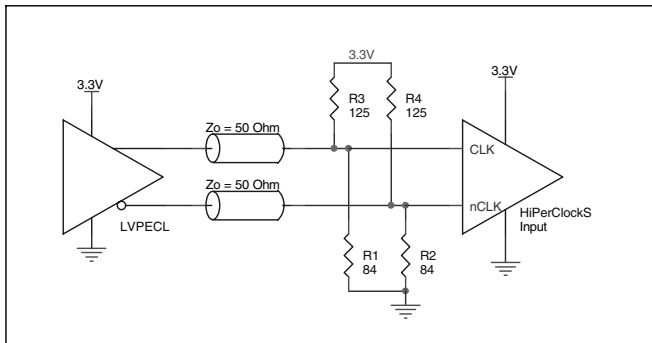 3.3V
3.3V
3.3V
R3
125
R4
125
Zo = 50 Ohm
CLK
Zo = 50 Ohm
nCLK
LVPECL
HiPerClockS
Input
R1
84
R2
84